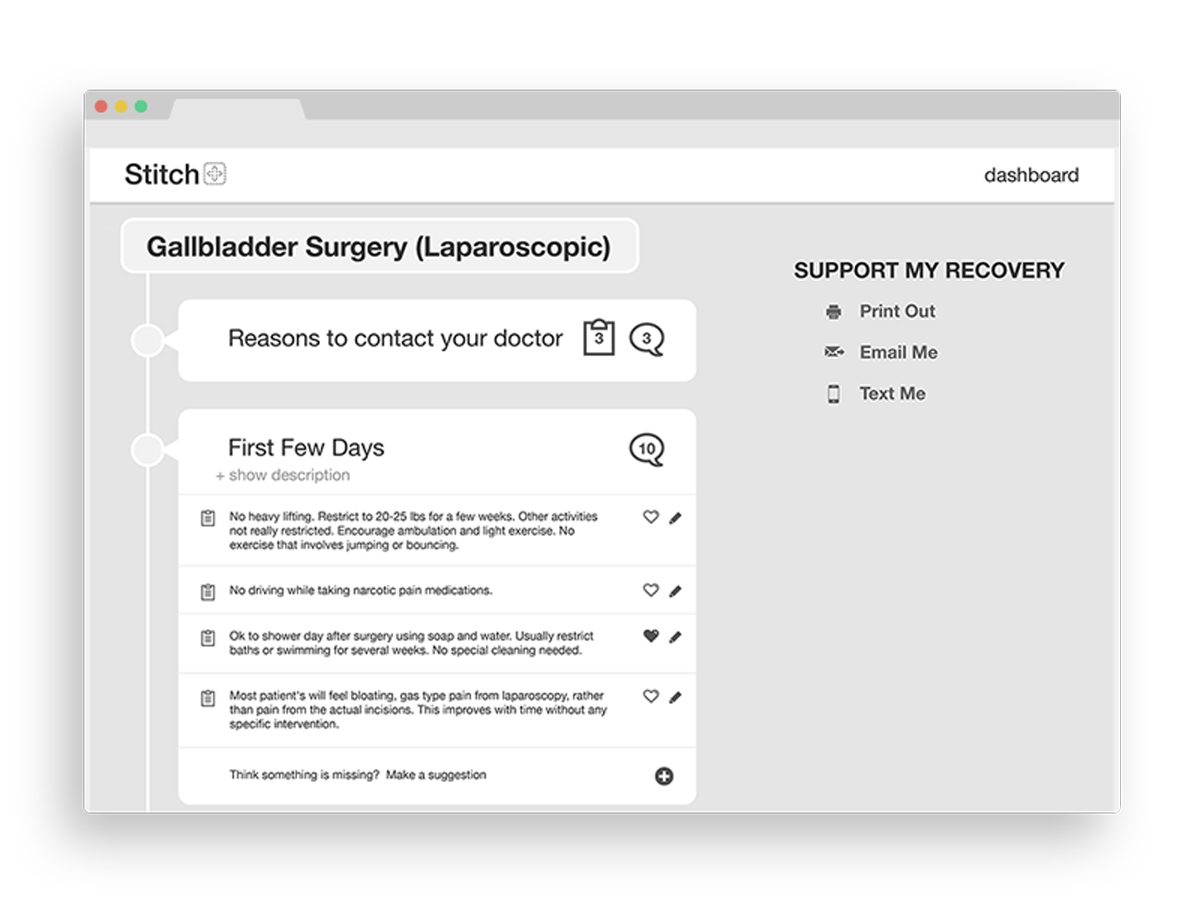 Stitch
dashboard
Gallbladder Surgery (Laparoscopic)
Reasons to contact your doctor
3
3
First Few Days
10
+ show description
No heavy lifting. Restrict to 20-25 lbs for a few weeks. Other activities
not really restricted. Encourage ambulation and light exercise. No
exercise that involves jumping or bouncing.
No driving while taking narcotic pain medications.
Ok to shower day after surgery using soap and water. Usually restrict
baths or swimming for several weeks. No special cleaning needed.
Most patient's will feel bloating, gas type pain from laparoscopy, rather
than pain from the actual incisions. This improves with time without any
specific intervention.
Think something is missing? Make a suggestion
SUPPORT MY RECOVERY
Print Out
Email Me
Text Me